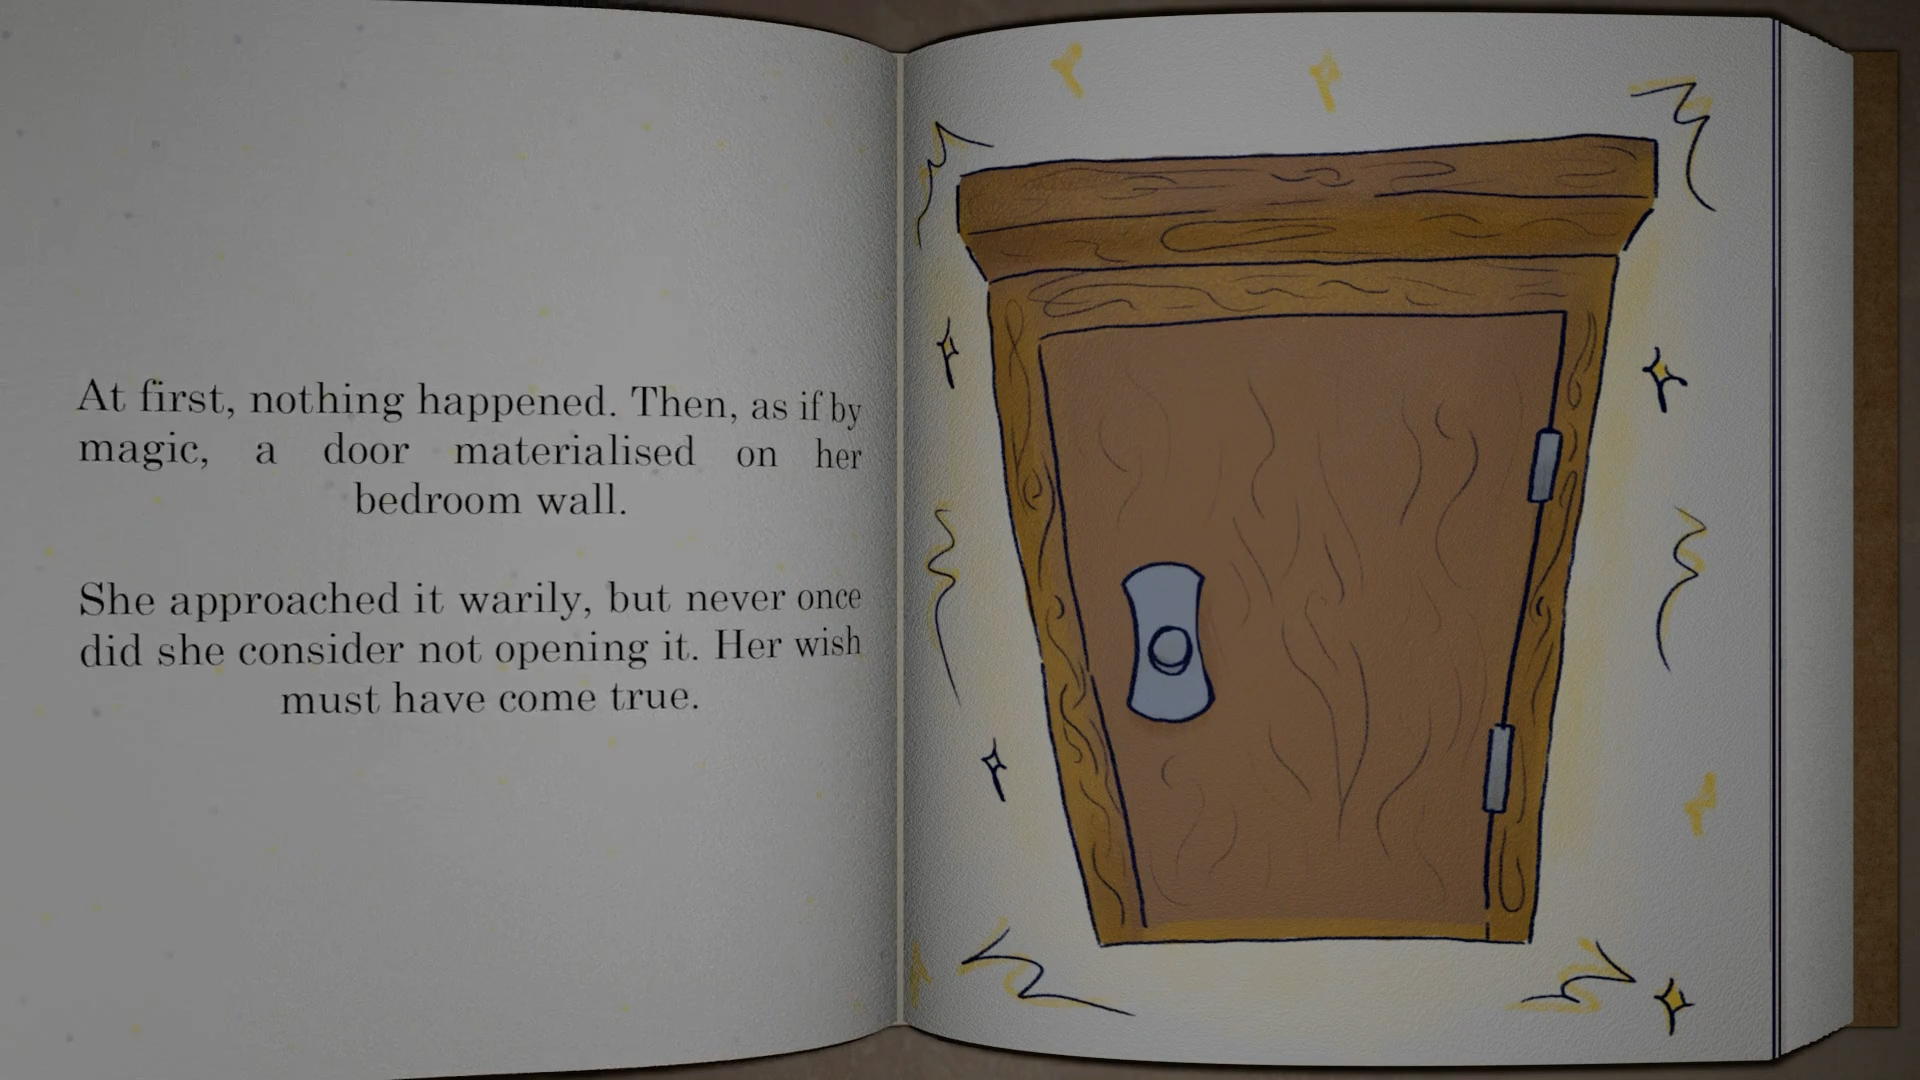 At first, nothing happened. Then, as if by
magic, a door materialised on her
bedroom wall.
She approached it warily, but never once
did she consider not opening it. Her wish
must have come true.